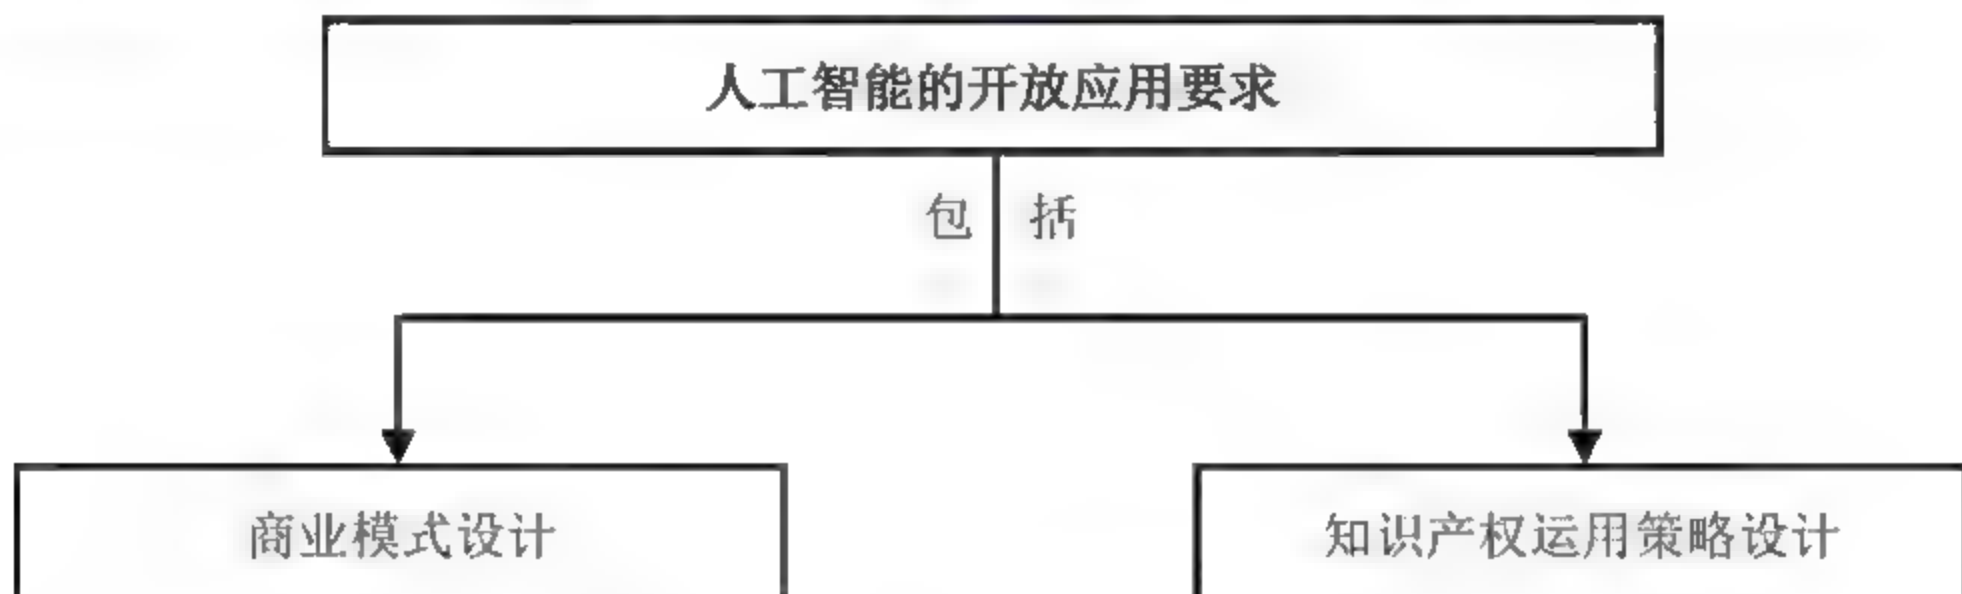 人工智能的开放应用要求
包 括
商业模式设计
知识产权运用策略设计